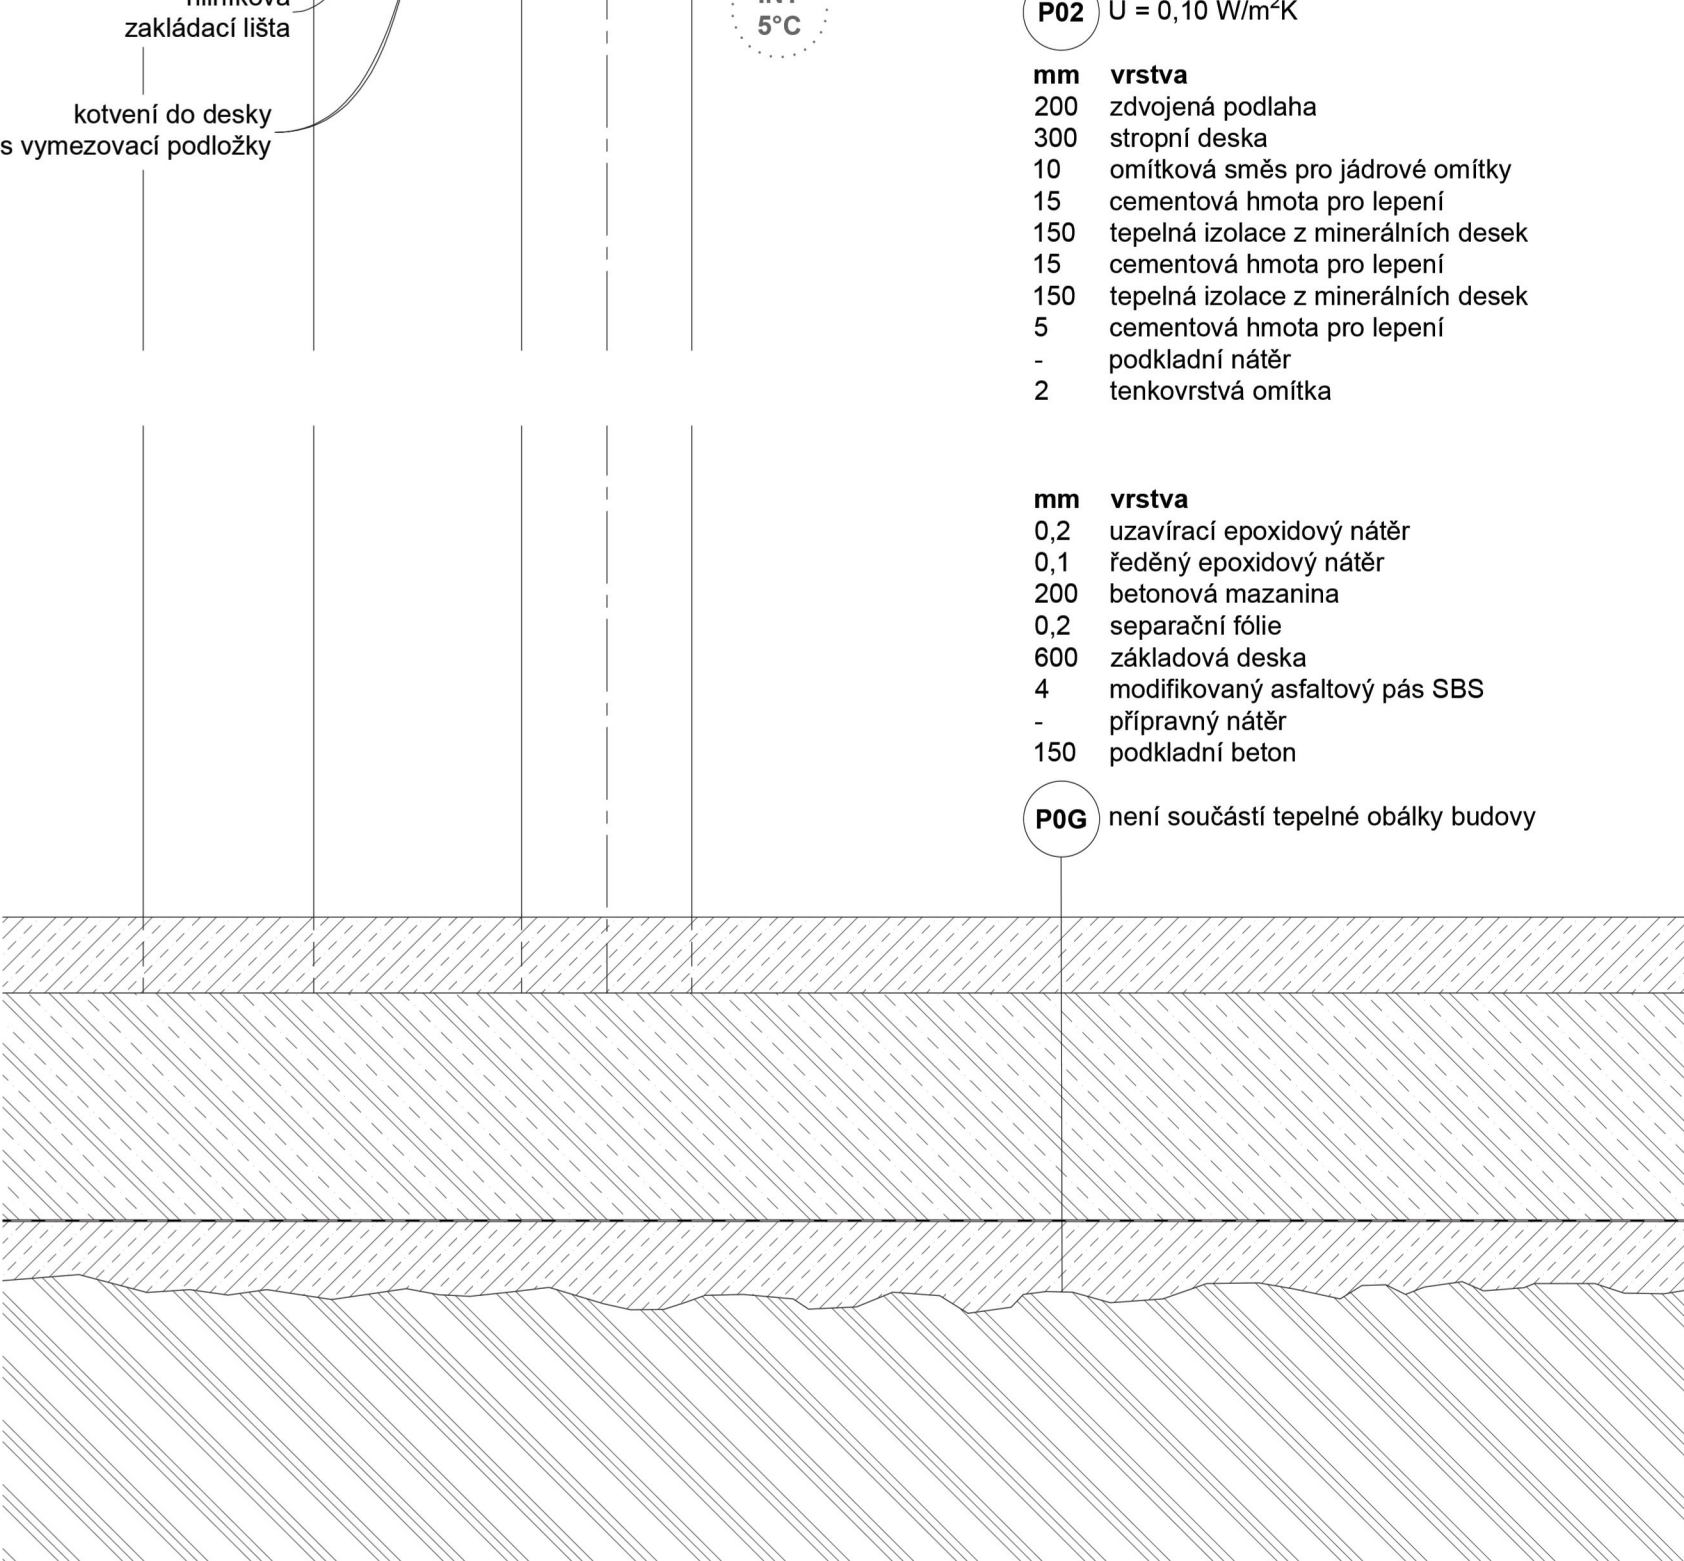 zakládací lišta
kotvení do desky
s vymezovací podložky
5°C
P02 U = 0,10 W/m²K
mm vrstva
200 zdvojená podlaha
300 stropní deska
10 omítková směs pro jádrové omítky
15 cementová hmota pro lepení
150 tepelná izolace z minerálních desek
15 cementová hmota pro lepení
150 tepelná izolace z minerálních desek
5 cementová hmota pro lepení
- podkladní nátěr
2 tenkovrstvá omítka
mm vrstva
0,2 uzavírací epoxidový nátěr
0,1 ředěný epoxidový nátěr
200 betonová mazanina
0,2 separační fólie
600 základová deska
4 modifikovaný asfaltový pás SBS
- přípravný nátěr
150 podkladní beton
P0G není součástí tepelné obálky budovy